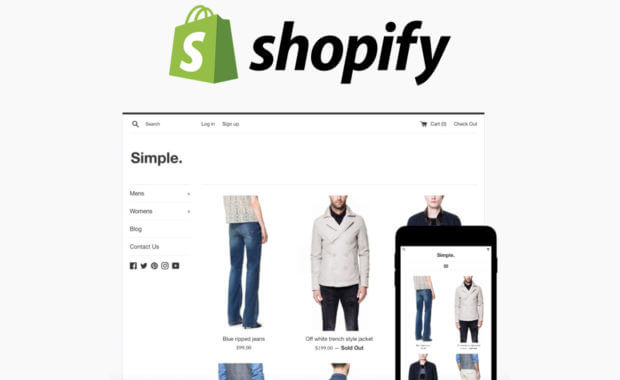 S shopify
Search Log in Sign up Cart (0) Check Out
Simple.
Mens +
Womens +
Blog
Contact Us
Blue ripped jeans
$99.00
Off white trench style jacket
$199.00 — Sold Out
Simple.